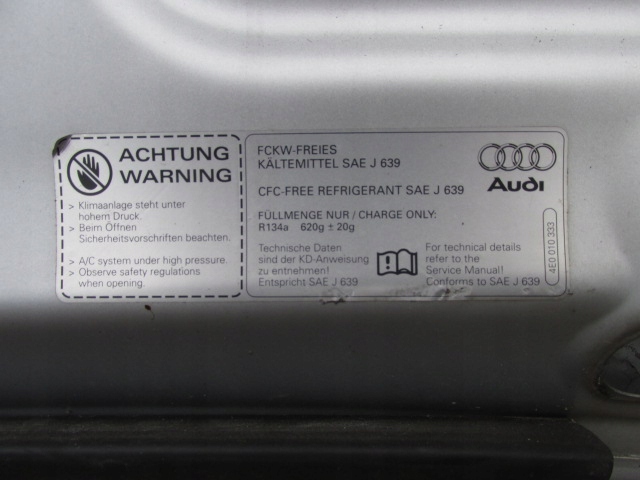 ACHTUNG
WARNING
> Klimaanlage steht unter
hohem Druck.
> Beim Öffnen
Sicherheitsvorschriften beachten.
> A/C system under high pressure.
> Observe safety regulations
when opening.
FCKW-FREIES
KÄLTEMITTEL SAE J 639
CFC-FREE REFRIGERANT SAE J 639
FÜLLMENGE NUR / CHARGE ONLY:
R134a 620g ± 20g
Technische Daten
sind der KD-Anweisung
zu entnehmen!
Entspricht SAE J 639
For technical details
refer to the
Service Manual!
Conforms to SAE J 639
Audi
4E0 010 333